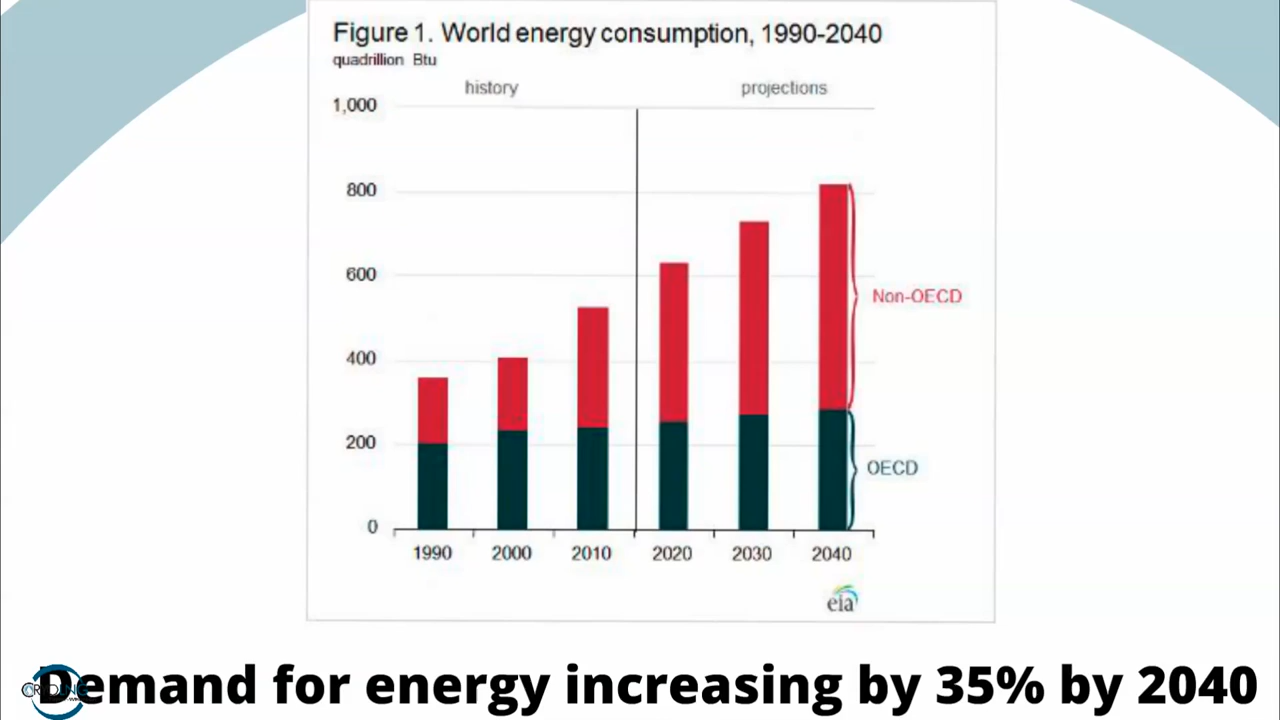 Figure 1. World energy consumption, 1990-2040
quadrillion Btu
history projections
1,000
800
600
400
200
0
Non-OECD
OECD
1990 2000 2010 2020 2030 2040
eia
Demand for energy increasing by 35% by 2040